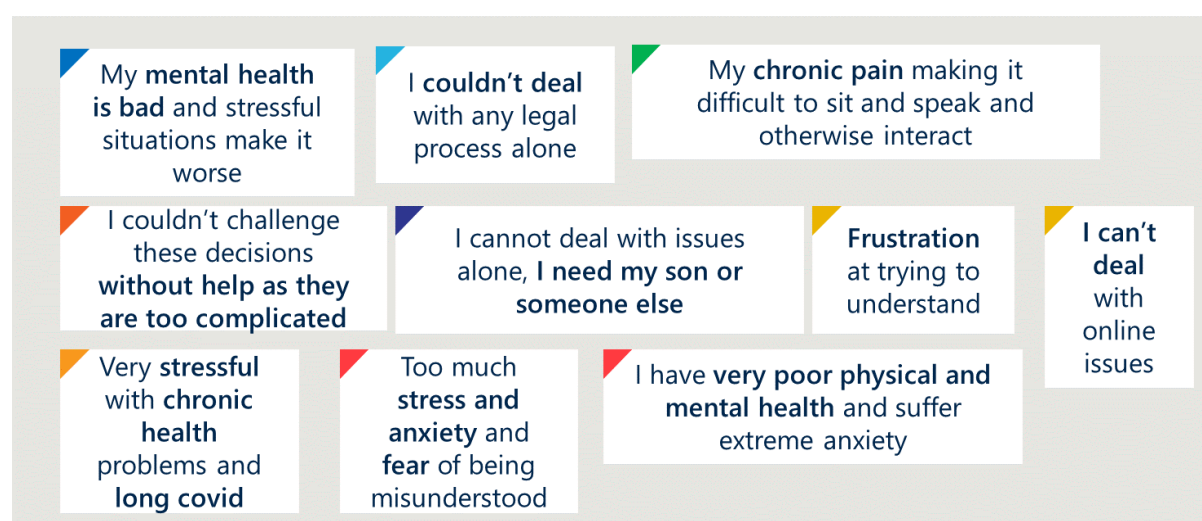 My mental health
is bad and stressful
situations make it
worse
I couldn't deal
with any legal
process alone
My chronic pain making it
difficult to sit and speak and
otherwise interact
I couldn't challenge
these decisions
without help as they
are too complicated
I cannot deal with issues
alone, I need my son or
someone else
Frustration
at trying to
understand
I can't
deal
with
online
issues
Very stressful
with chronic
health
problems and
long covid
Too much
stress and
anxiety and
fear of being
misunderstood
I have very poor physical and
mental health and suffer
extreme anxiety